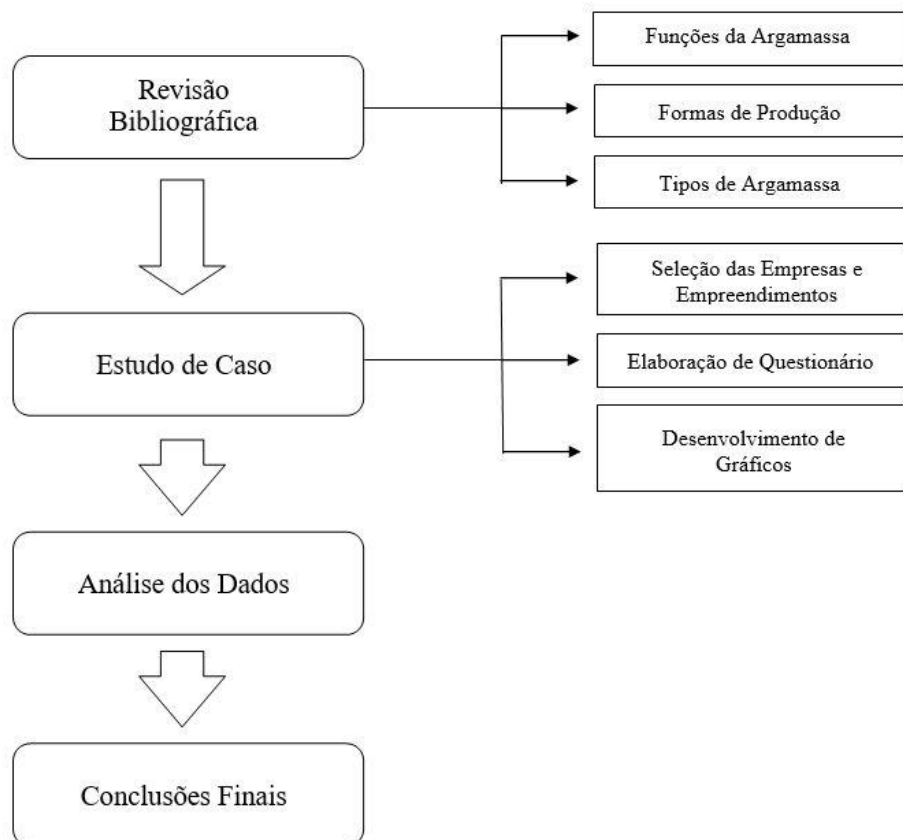 Revisão
Bibliográfica
Funções da Argamassa
Formas de Produção
Tipos de Argamassa
Estudo de Caso
Seleção das Empresas e
Empreendimentos
Elaboração de Questionário
Desenvolvimento de
Gráficos
Análise dos Dados
Conclusões Finais